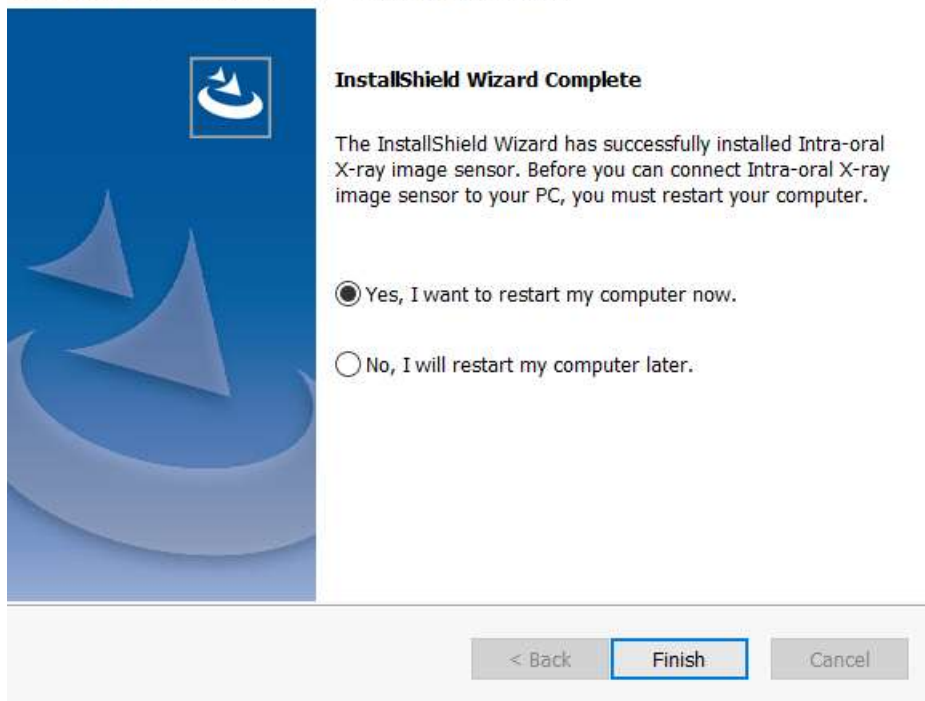 InstallShield Wizard Complete
The InstallShield Wizard has successfully installed Intra-oral
X-ray image sensor. Before you can connect Intra-oral X-ray
image sensor to your PC, you must restart your computer.
Yes, I want to restart my computer now.
No, I will restart my computer later.
< Back
Finish
Cancel